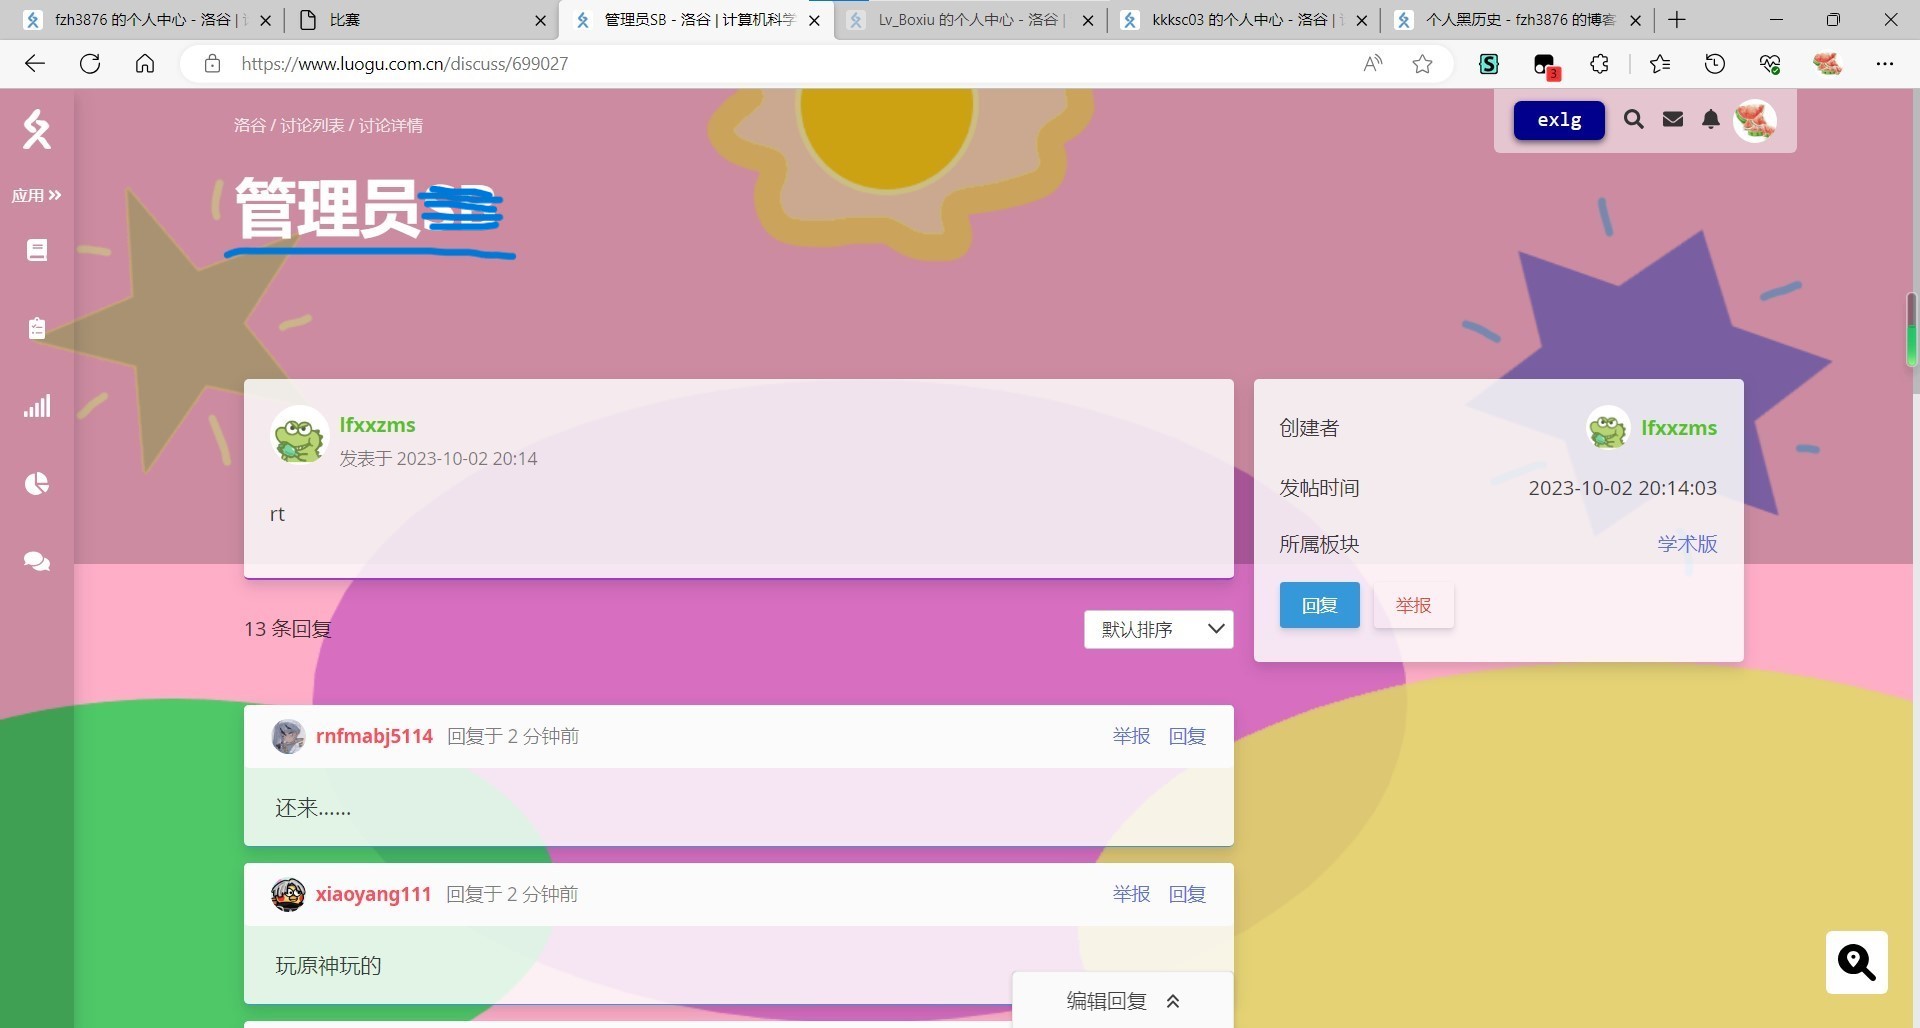 fzh3876 的个人中心 - 洛谷 |
比赛
管理员SB - 洛谷 | 计算机科学
Lv_Boxiu 的个人中心 - 洛谷 |
kkksc03 的个人中心 - 洛谷 |
个人黑历史 - fzh3876 的博客
https://www.luogu.com.cn/discuss/699027
3
洛谷 / 讨论列表 / 讨论详情
exlg
应用
管理员
lfxxzms
发表于 2023-10-02 20:14
rt
创建者
lfxxzms
发帖时间
2023-10-02 20:14:03
所属板块
学术版
回复
举报
13 条回复
默认排序
rnfmabj5114 回复于 2 分钟前
举报 回复
还来......
xiaoyang111 回复于 2 分钟前
举报 回复
玩原神玩的
编辑回复